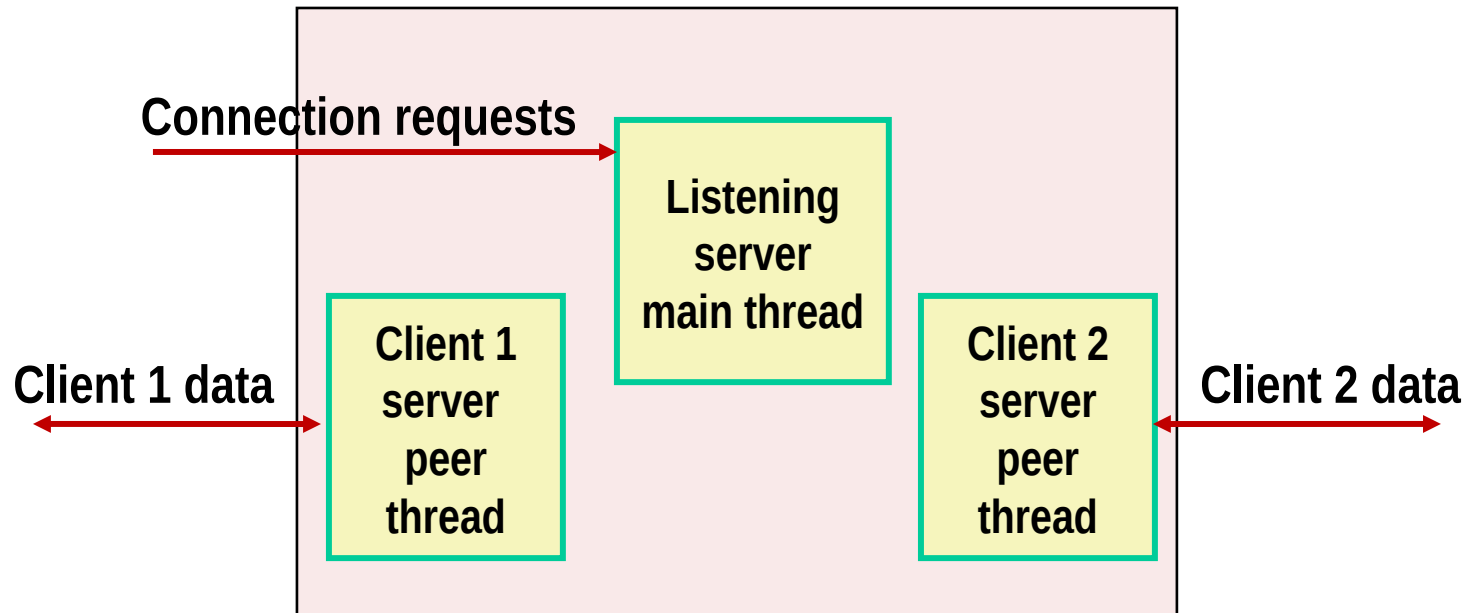 Connection requests
Listening
server
main thread
Client 1
server
peer
thread
Client 2
server
peer
thread
Client 1 data
Client 2 data